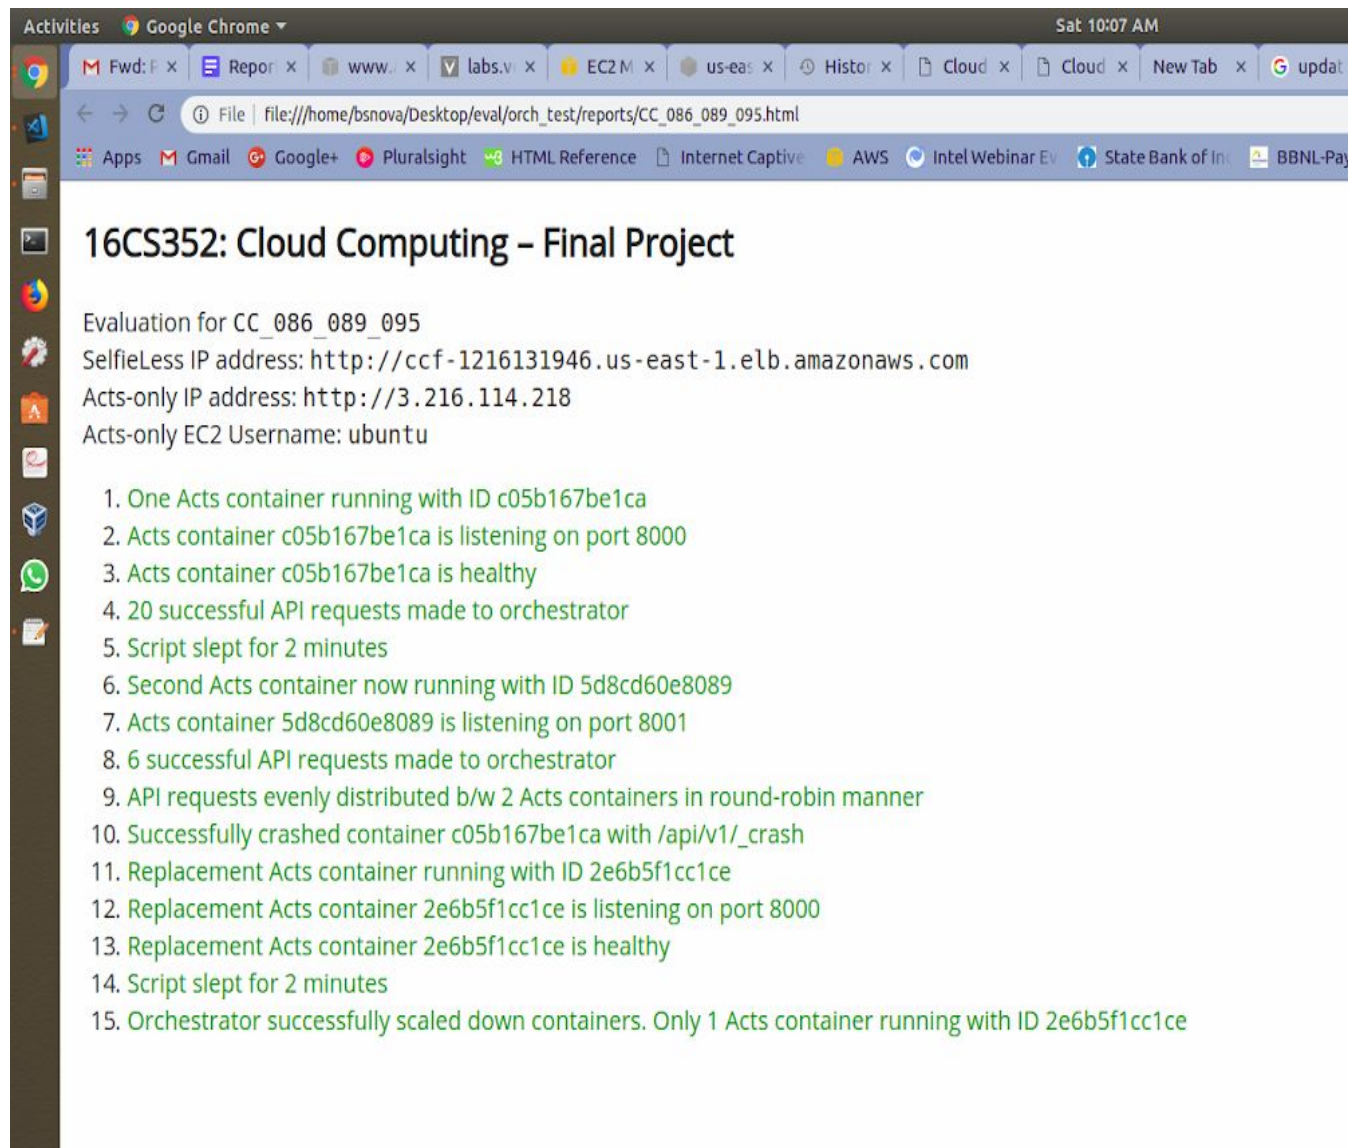 Activities Google Chrome Sat 10:07 AM
Fwd: Repor www. labs.v EC2 M us-eas Histor Cloud Cloud New Tab updat
File file:///home/bsnova/Desktop/eval/orch_test/reports/CC_086_089_095.html
Apps Gmail Google+ Pluralsight HTML Reference Internet Captive AWS Intel Webinar Ev State Bank of In BBNL-Pay
16CS352: Cloud Computing – Final Project
Evaluation for CC_086_089_095
SelfieLess IP address: http://ccf-1216131946.us-east-1.elb.amazonaws.com
Acts-only IP address: http://3.216.114.218
Acts-only EC2 Username: ubuntu
1. One Acts container running with ID c05b167be1ca
2. Acts container c05b167be1ca is listening on port 8000
3. Acts container c05b167be1ca is healthy
4. 20 successful API requests made to orchestrator
5. Script slept for 2 minutes
6. Second Acts container now running with ID 5d8cd60e8089
7. Acts container 5d8cd60e8089 is listening on port 8001
8. 6 successful API requests made to orchestrator
9. API requests evenly distributed b/w 2 Acts containers in round-robin manner
10. Successfully crashed container c05b167be1ca with /api/v1/_crash
11. Replacement Acts container running with ID 2e6b5f1cc1ce
12. Replacement Acts container 2e6b5f1cc1ce is listening on port 8000
13. Replacement Acts container 2e6b5f1cc1ce is healthy
14. Script slept for 2 minutes
15. Orchestrator successfully scaled down containers. Only 1 Acts container running with ID 2e6b5f1cc1ce